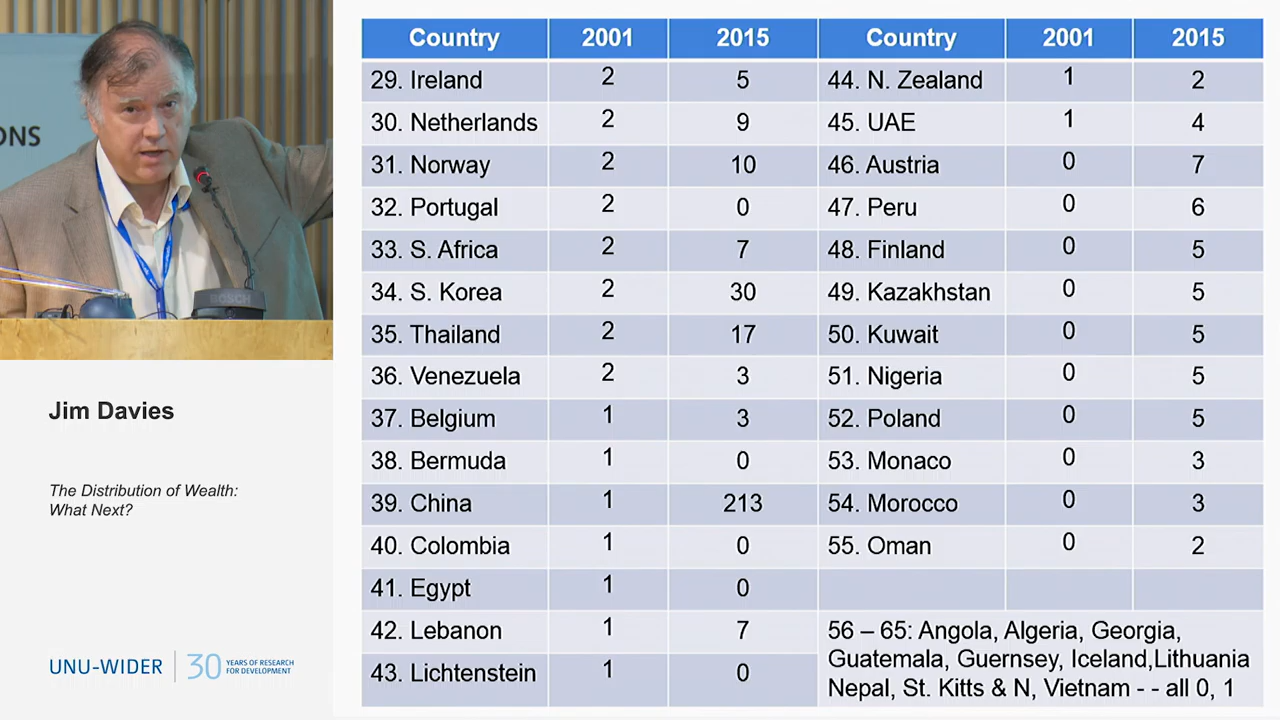 ONS
BOSCH
Jim Davies
The Distribution of Wealth:
What Next?
UNU-WIDER
30 YEARS OF RESEARCH
FOR DEVELOPMENT
Country 2001 2015 Country 2001 2015
29. Ireland 2 5 44. N. Zealand 1 2
30. Netherlands 2 9 45. UAE 1 4
31. Norway 2 10 46. Austria 0 7
32. Portugal 2 0 47. Peru 0 6
33. S. Africa 2 7 48. Finland 0 5
34. S. Korea 2 30 49. Kazakhstan 0 5
35. Thailand 2 17 50. Kuwait 0 5
36. Venezuela 2 3 51. Nigeria 0 5
37. Belgium 1 3 52. Poland 0 5
38. Bermuda 1 0 53. Monaco 0 3
39. China 1 213 54. Morocco 0 3
40. Colombia 1 0 55. Oman 0 2
41. Egypt 1 0
42. Lebanon 1 7
43. Lichtenstein 1 0
56 – 65: Angola, Algeria, Georgia,
Guatemala, Guernsey, Iceland,Lithuania
Nepal, St. Kitts & N, Vietnam - - all 0, 1